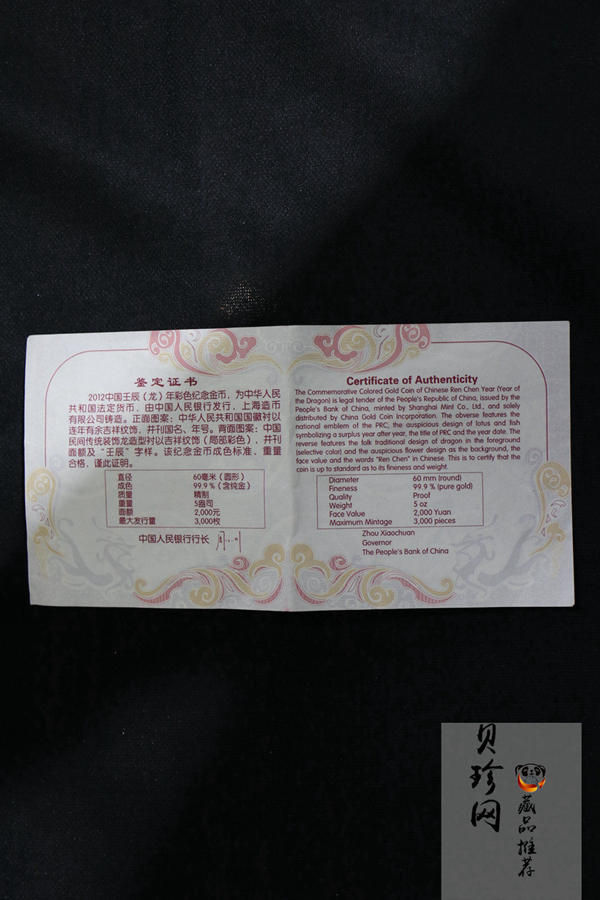 鉴定证书
2012中国壬辰(龙)年彩色纪念金币,为中华人民
共和国法定货币,由中国人民银行发行,上海造币
有限公司铸造。正面图案:中华人民共和国国徽衬以
连年有余吉祥纹饰,并刊国名、年号。背面图案:中国
民间传统装饰龙造型衬以吉祥纹饰(局部彩色),并刊
面额及“壬辰”字样。该纪念金币成色标准,重量
合格,谨此证明。
直径 60毫米(圆形)
成色 99.9%(含纯金)
质量 精制
重量 5盎司
面额 2,000元
最大发行量 3,000枚
中国人民银行行长
Certificate of Authenticity
The Commemorative Colored Gold Coin of Chinese Ren Chen Year (Year of
the Dragon) is legal tender of the People's Republic of China, issued by the
People's Bank of China, minted by Shanghai Mint Co., Ltd., and solely
distributed by China Gold Coin Incorporation. The obverse features the
national emblem of the PRC, the auspicious design of lotus and fish
symbolizing a surplus year after year, the title of PRC and the year date. The
reverse features the folk traditional design of dragon in the foreground
(selective color) and the auspicious flower design as the background, the
face value and the words "Ren Chen" in Chinese. This is to certify that the
coin is up to standard as to its fineness and weight.
Diameter 60 mm (round)
Fineness 99.9 % (pure gold)
Quality Proof
Weight 5 oz
Face Value 2,000 Yuan
Maximum Mintage 3,000 pieces
Zhou Xiaochuan
Governor
The People's Bank of China
贝珍网
藏品推荐